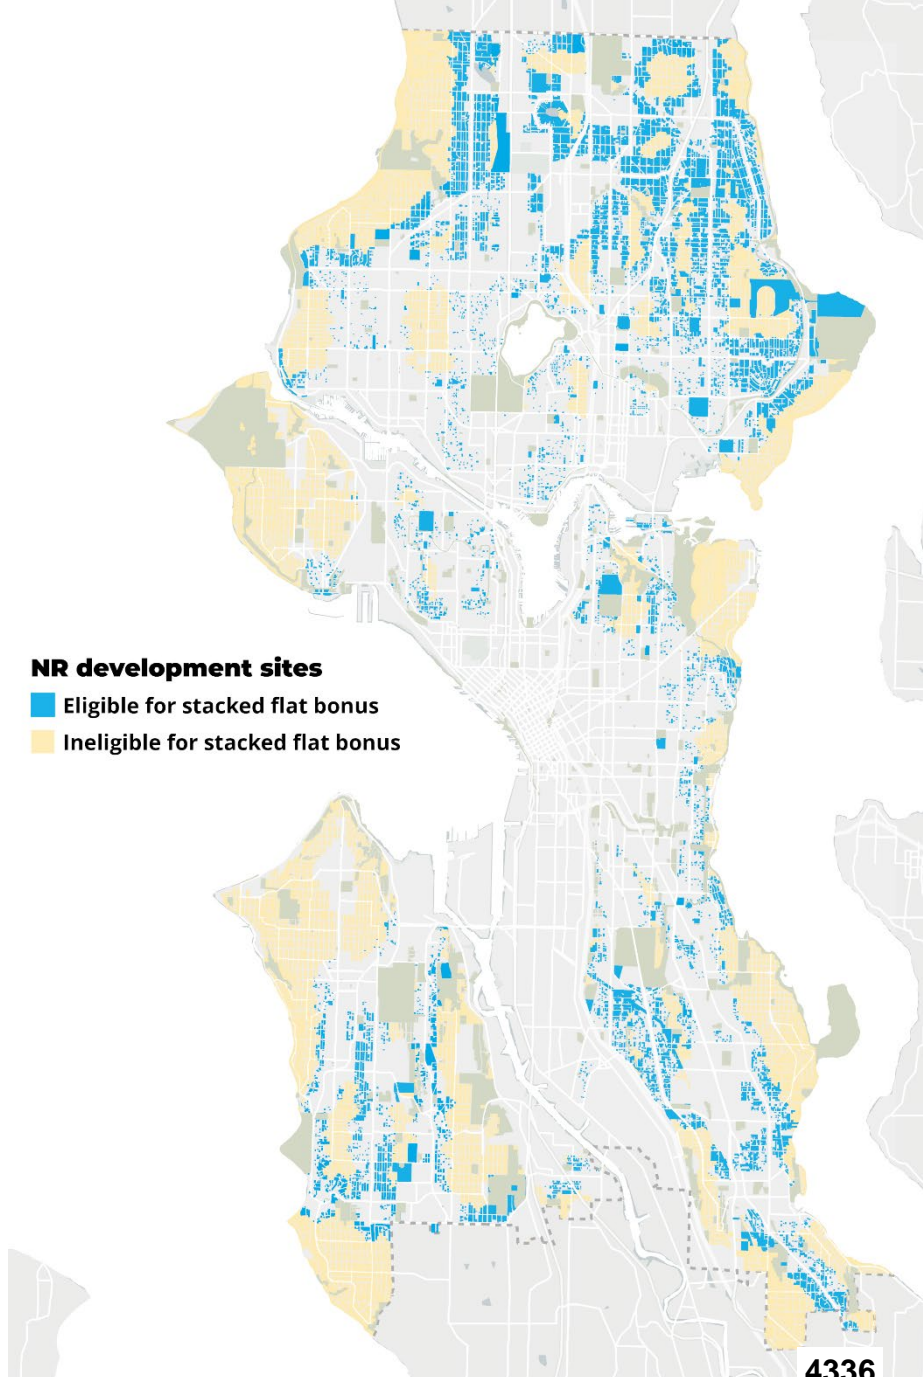 NR development sites
Eligible for stacked flat bonus
Ineligible for stacked flat bonus
4336